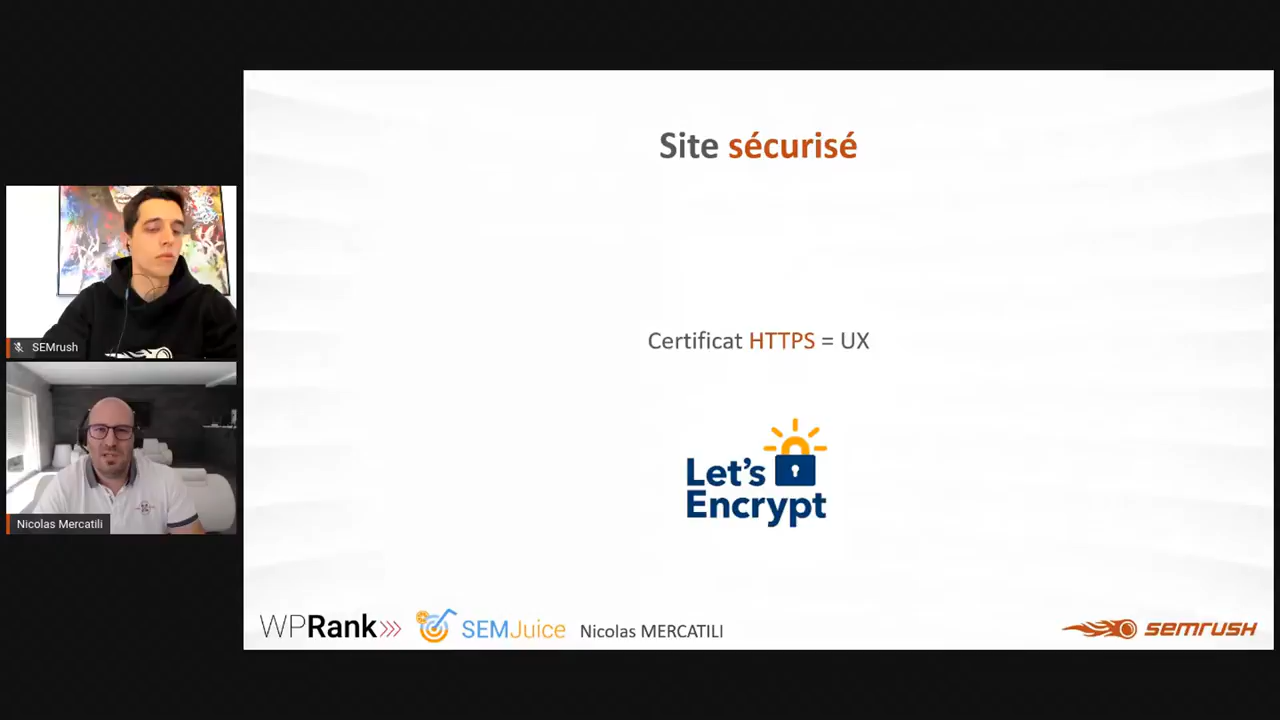 Site sécurisé
Certificat HTTPS = UX
Let's
Encrypt
SEMrush
Nicolas Mercatili
WPRank
SEMJuice
Nicolas MERCATILI
semrush